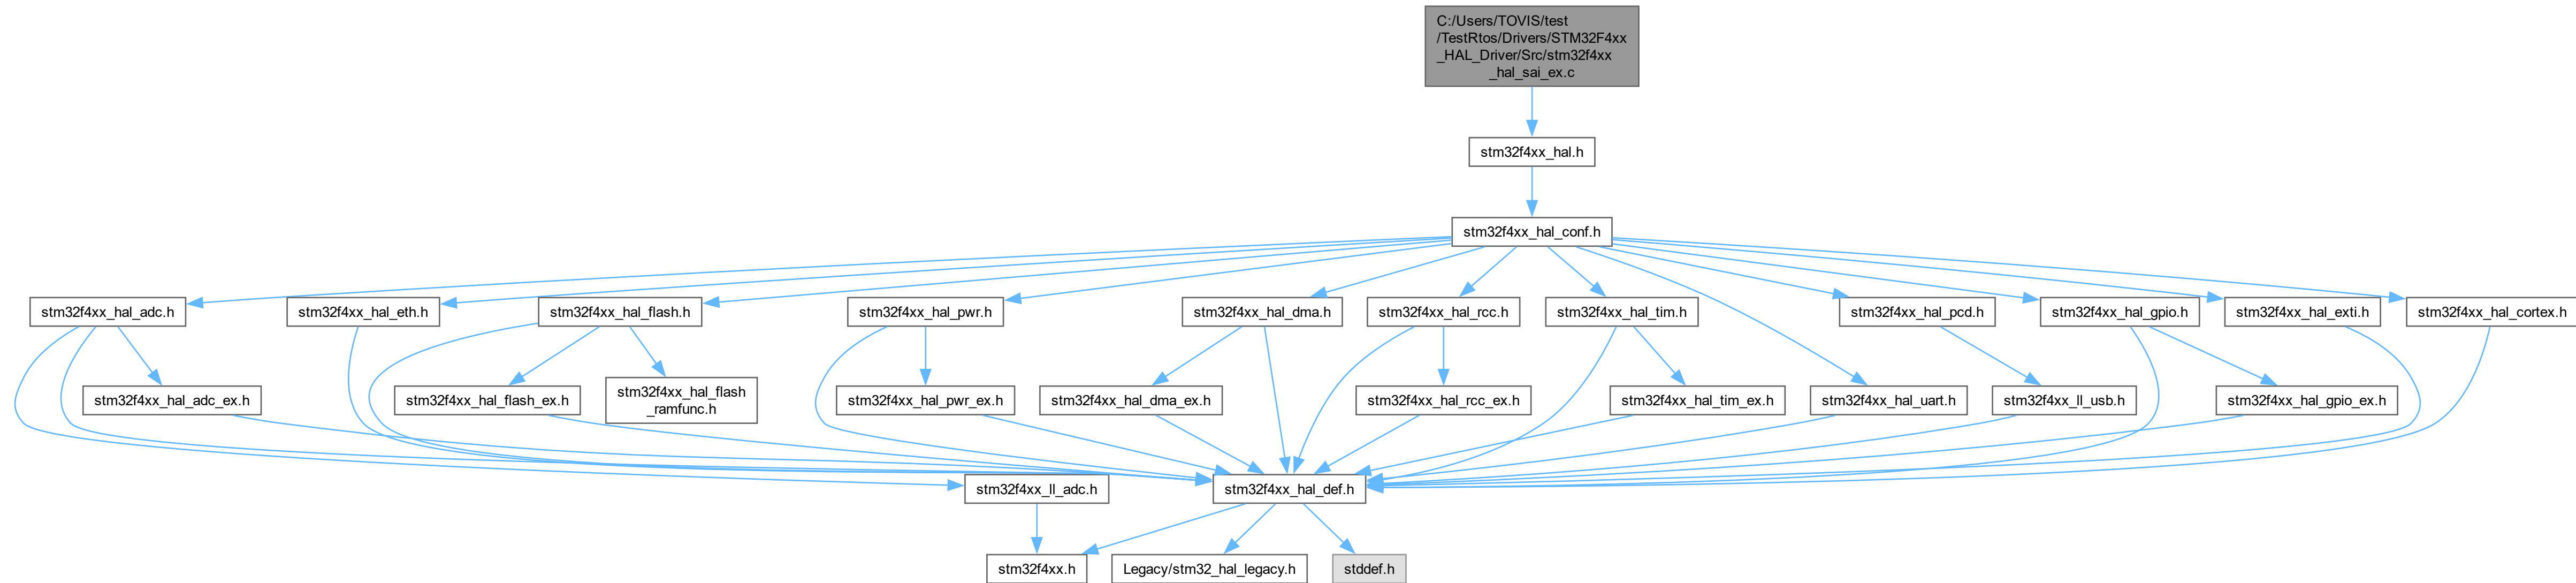 C:/Users/TOVIS/test
/TestRtos/Drivers/STM32F4xx
_HAL_Driver/Src/stm32f4xx
_hal_sai_ex.c
stm32f4xx_hal.h
stm32f4xx_hal_conf.h
stm32f4xx_hal_adc.h
stm32f4xx_hal_eth.h
stm32f4xx_hal_flash.h
stm32f4xx_hal_pwr.h
stm32f4xx_hal_dma.h
stm32f4xx_hal_rcc.h
stm32f4xx_hal_tim.h
stm32f4xx_hal_pcd.h
stm32f4xx_hal_gpio.h
stm32f4xx_hal_exti.h
stm32f4xx_hal_cortex.h
stm32f4xx_hal_adc_ex.h
stm32f4xx_hal_flash_ex.h
stm32f4xx_hal_flash
_ramfunc.h
stm32f4xx_hal_pwr_ex.h
stm32f4xx_hal_dma_ex.h
stm32f4xx_hal_rcc_ex.h
stm32f4xx_hal_tim_ex.h
stm32f4xx_hal_uart.h
stm32f4xx_ll_usb.h
stm32f4xx_hal_gpio_ex.h
stm32f4xx_ll_adc.h
stm32f4xx_hal_def.h
stm32f4xx.h
Legacy/stm32_hal_legacy.h
stddef.h